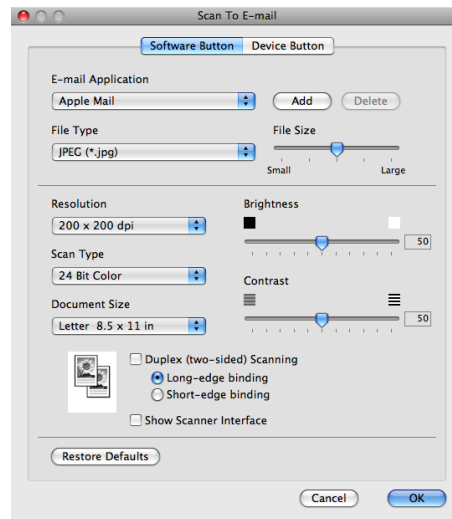 Scan To E-mail
Software Button Device Button
E-mail Application
Apple Mail Add Delete
File Type File Size
JPEG (*.jpg)
Small Large
Resolution Brightness
200 x 200 dpi
50
Scan Type
24 Bit Color
Contrast
Document Size
Letter 8.5 x 11 in 50
Duplex (two-sided) Scanning
Long-edge binding
Short-edge binding
Show Scanner Interface
Restore Defaults
Cancel OK